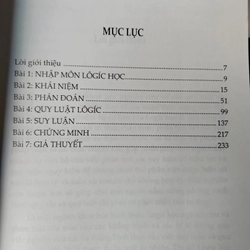 MỤC LỤC
Lời giới thiệu 7
Bài 1: NHẬP MÔN LÔGÍC HỌC 9
Bài 2: KHÁI NIỆM 15
Bài 3: PHÁN ĐOÁN 51
Bài 4: QUY LUẬT LÔGÍC 99
Bài 5: SUY LUẬN 137
Bài 6: CHỨNG MINH 217
Bài 7: GIẢ THUYẾT 233